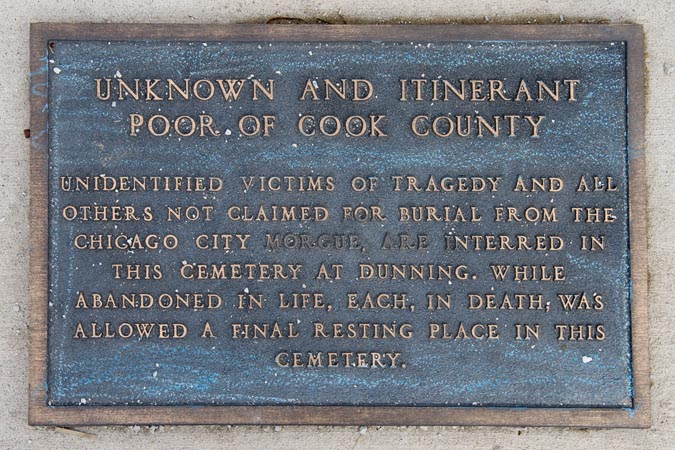 UNKNOWN AND ITINERANT
POOR OF COOK COUNTY
UNIDENTIFIED VICTIMS OF TRAGEDY AND ALL
OTHERS NOT CLAIMED FOR BURIAL FROM THE
CHICAGO CITY MORGUE, ARE INTERRED IN
THIS CEMETERY AT DUNNING. WHILE
ABANDONED IN LIFE, EACH, IN DEATH; WAS
ALLOWED A FINAL RESTING PLACE IN THIS
CEMETERY.